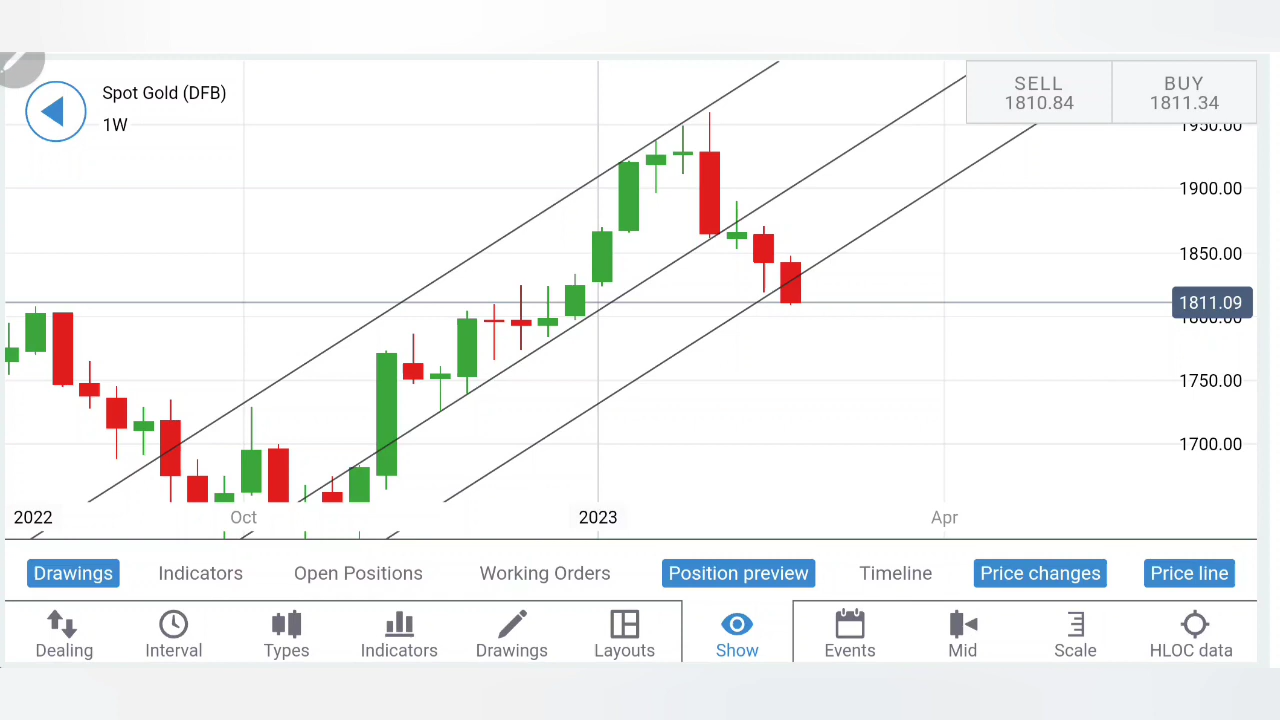 Spot Gold (DFB)
1W
SELL BUY
1810.84 1811.34
1950.00
1900.00
1850.00
1811.09
1800.00
1750.00
1700.00
2022 Oct 2023 Apr
Drawings Indicators Open Positions Working Orders Position preview Timeline Price changes Price line
Dealing Interval Types Indicators Drawings Layouts Show Events Mid Scale HLOC data